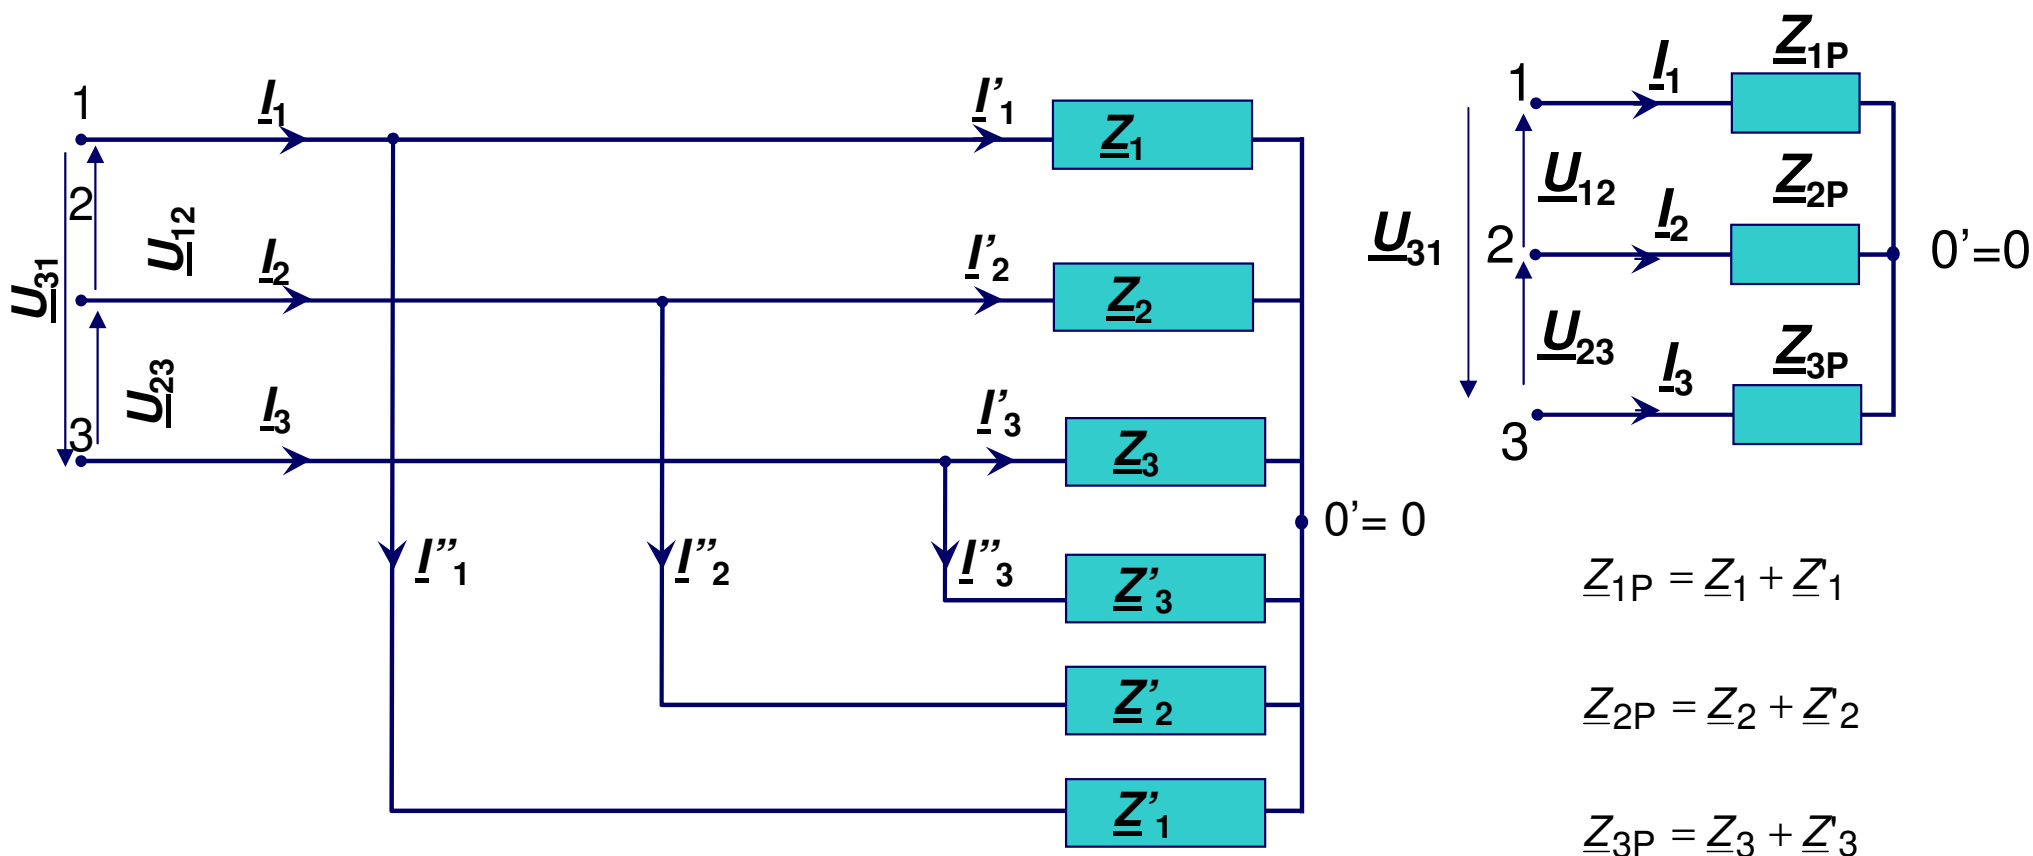 1
I1
I'1
Z1
2
U12
U31
I2
I'2
Z2
U23
3
I3
I'3
Z3
0'= 0
I''1
I''2
I''3
Z'3
Z'2
Z'1
1
I1
Z1P
U12
Z2P
U31
2
I2
0'=0
U23
Z3P
I3
3
Z1P = Z1 + Z'1
Z2P = Z2 + Z'2
Z3P = Z3 + Z'3